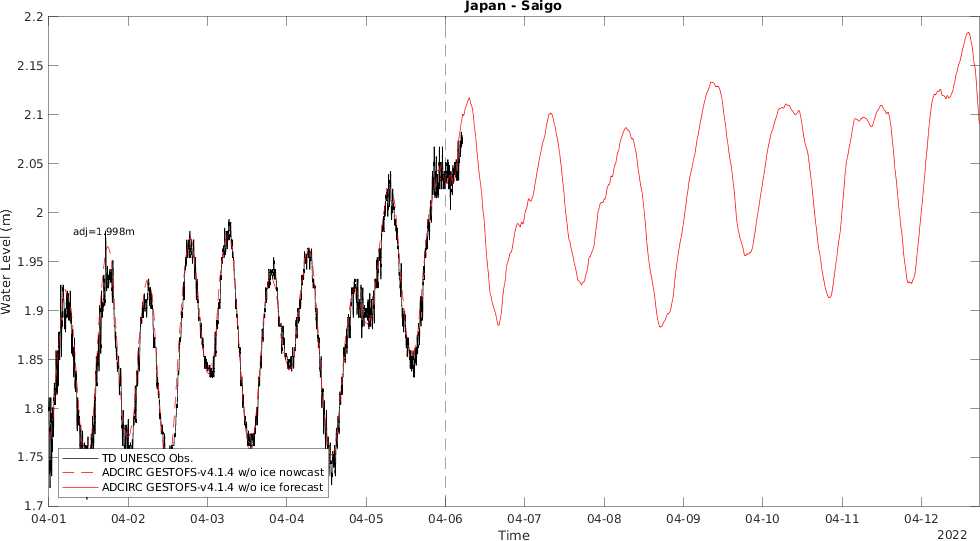 Japan - Saigo
Water Level (m)
2.2
2.15
2.1
2.05
2
1.95
1.9
1.85
1.8
1.75
1.7
adj=1.998m
TD UNESCO Obs.
ADCIRC GESTOFS-v4.1.4 w/o ice nowcast
ADCIRC GESTOFS-v4.1.4 w/o ice forecast
04-01 04-02 04-03 04-04 04-05 04-06 04-07 04-08 04-09 04-10 04-11 04-12
Time
2022